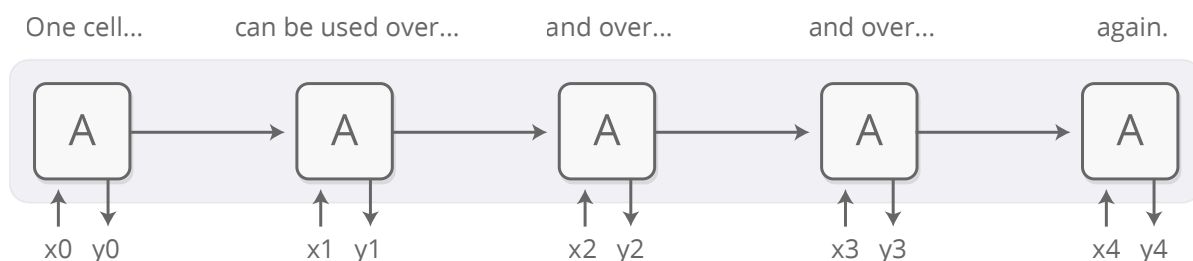 One cell... can be used over... and over... and over... again.
A A A A A
x0 y0 x1 y1 x2 y2 x3 y3 x4 y4